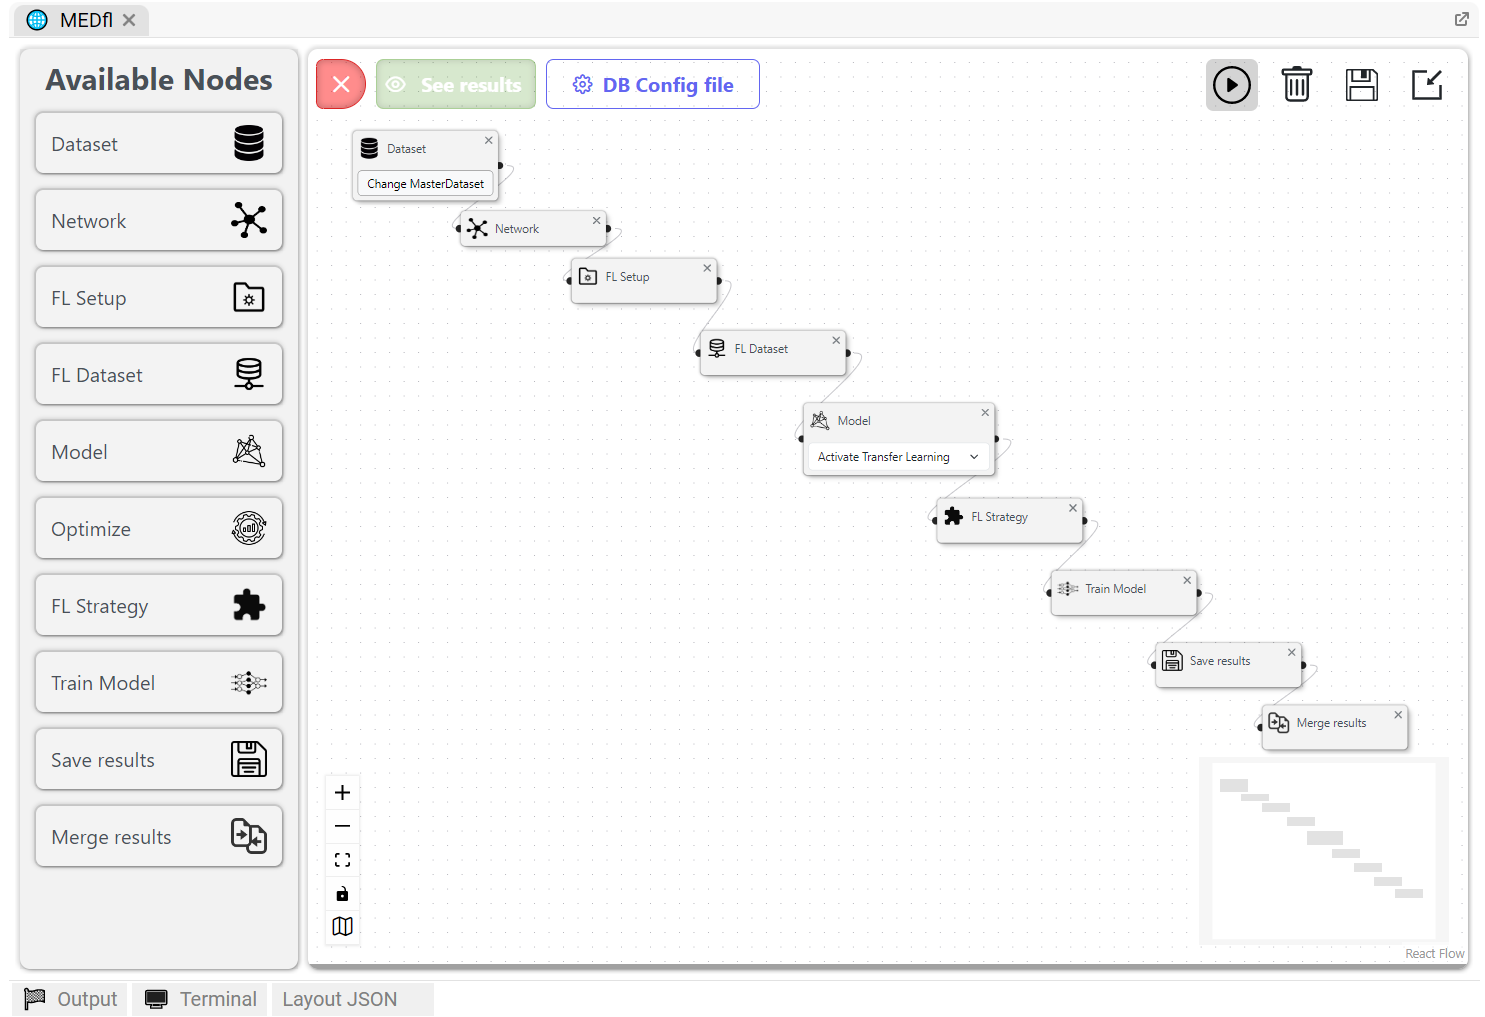 MEDfl
Available Nodes
Dataset
Network
FL Setup
FL Dataset
Model
Optimize
FL Strategy
Train Model
Save results
Merge results
See results
DB Config file
Dataset
Change MasterDataset
Network
FL Setup
FL Dataset
Model
Activate Transfer Learning
FL Strategy
Train Model
Save results
Merge results
React Flow
Output
Terminal
Layout JSON